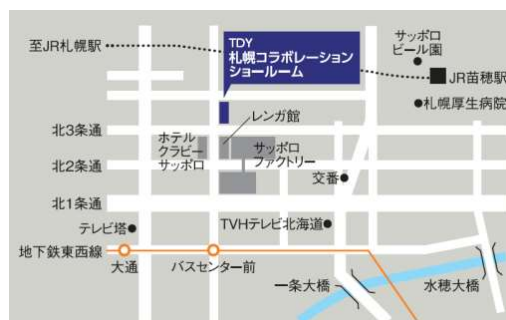 至JR札幌駅
TDY
札幌コラボレーション
ショールーム
サッポロ
ビール園
JR苗穂駅
札幌厚生病院
レンガ館
北3条通
ホテル
クラビー
サッポロ
サッポロ
ファクトリー
北2条通
交番
北1条通
テレビ塔
TVHテレビ北海道
地下鉄東西線
大通
バスセンター前
一条大橋
水穂大橋